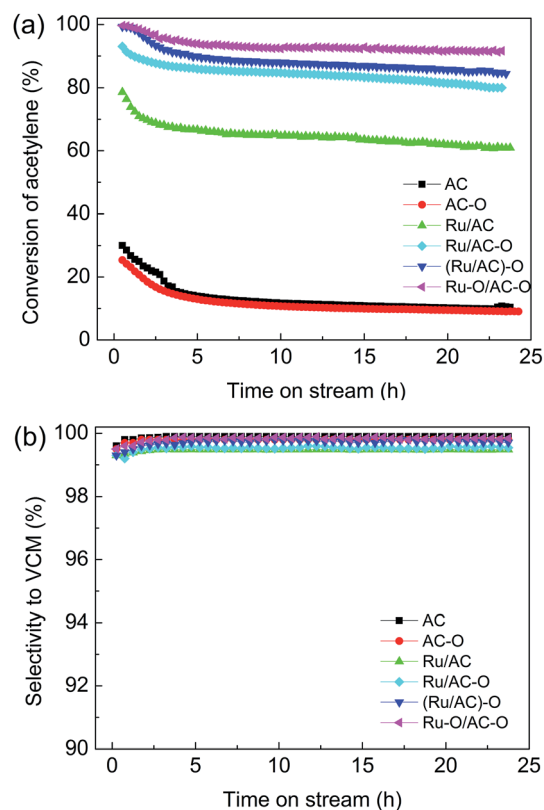 (a)
100
80
60
40
20
0
Conversion of acetylene (%)
AC
AC-O
Ru/AC
Ru/AC-O
(Ru/AC)-O
Ru-O/AC-O
0 5 10 15 20 25
Time on stream (h)
(b)
100
98
96
94
92
90
Selectivity to VCM (%)
AC
AC-O
Ru/AC
Ru/AC-O
(Ru/AC)-O
Ru-O/AC-O
0 5 10 15 20 25
Time on stream (h)